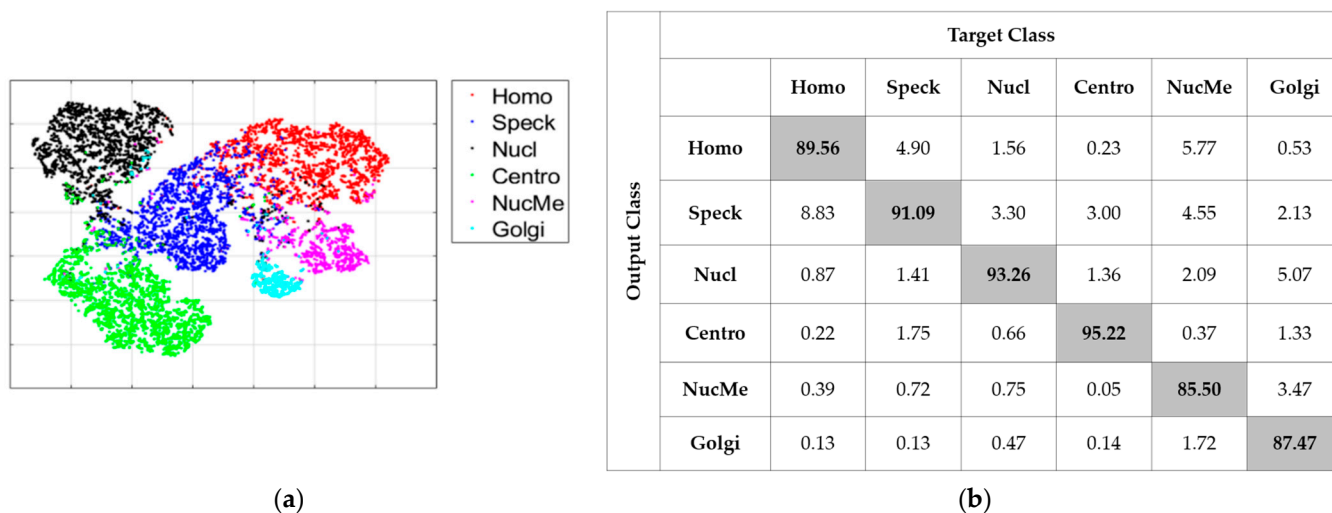 Homo
Speck
Nucl
Centro
NucMe
Golgi
(a)
Output Class
Target Class
Homo Speck Nucl Centro NucMe Golgi
Homo 89.56 4.90 1.56 0.23 5.77 0.53
Speck 8.83 91.09 3.30 3.00 4.55 2.13
Nucl 0.87 1.41 93.26 1.36 2.09 5.07
Centro 0.22 1.75 0.66 95.22 0.37 1.33
NucMe 0.39 0.72 0.75 0.05 85.50 3.47
Golgi 0.13 0.13 0.47 0.14 1.72 87.47
(b)